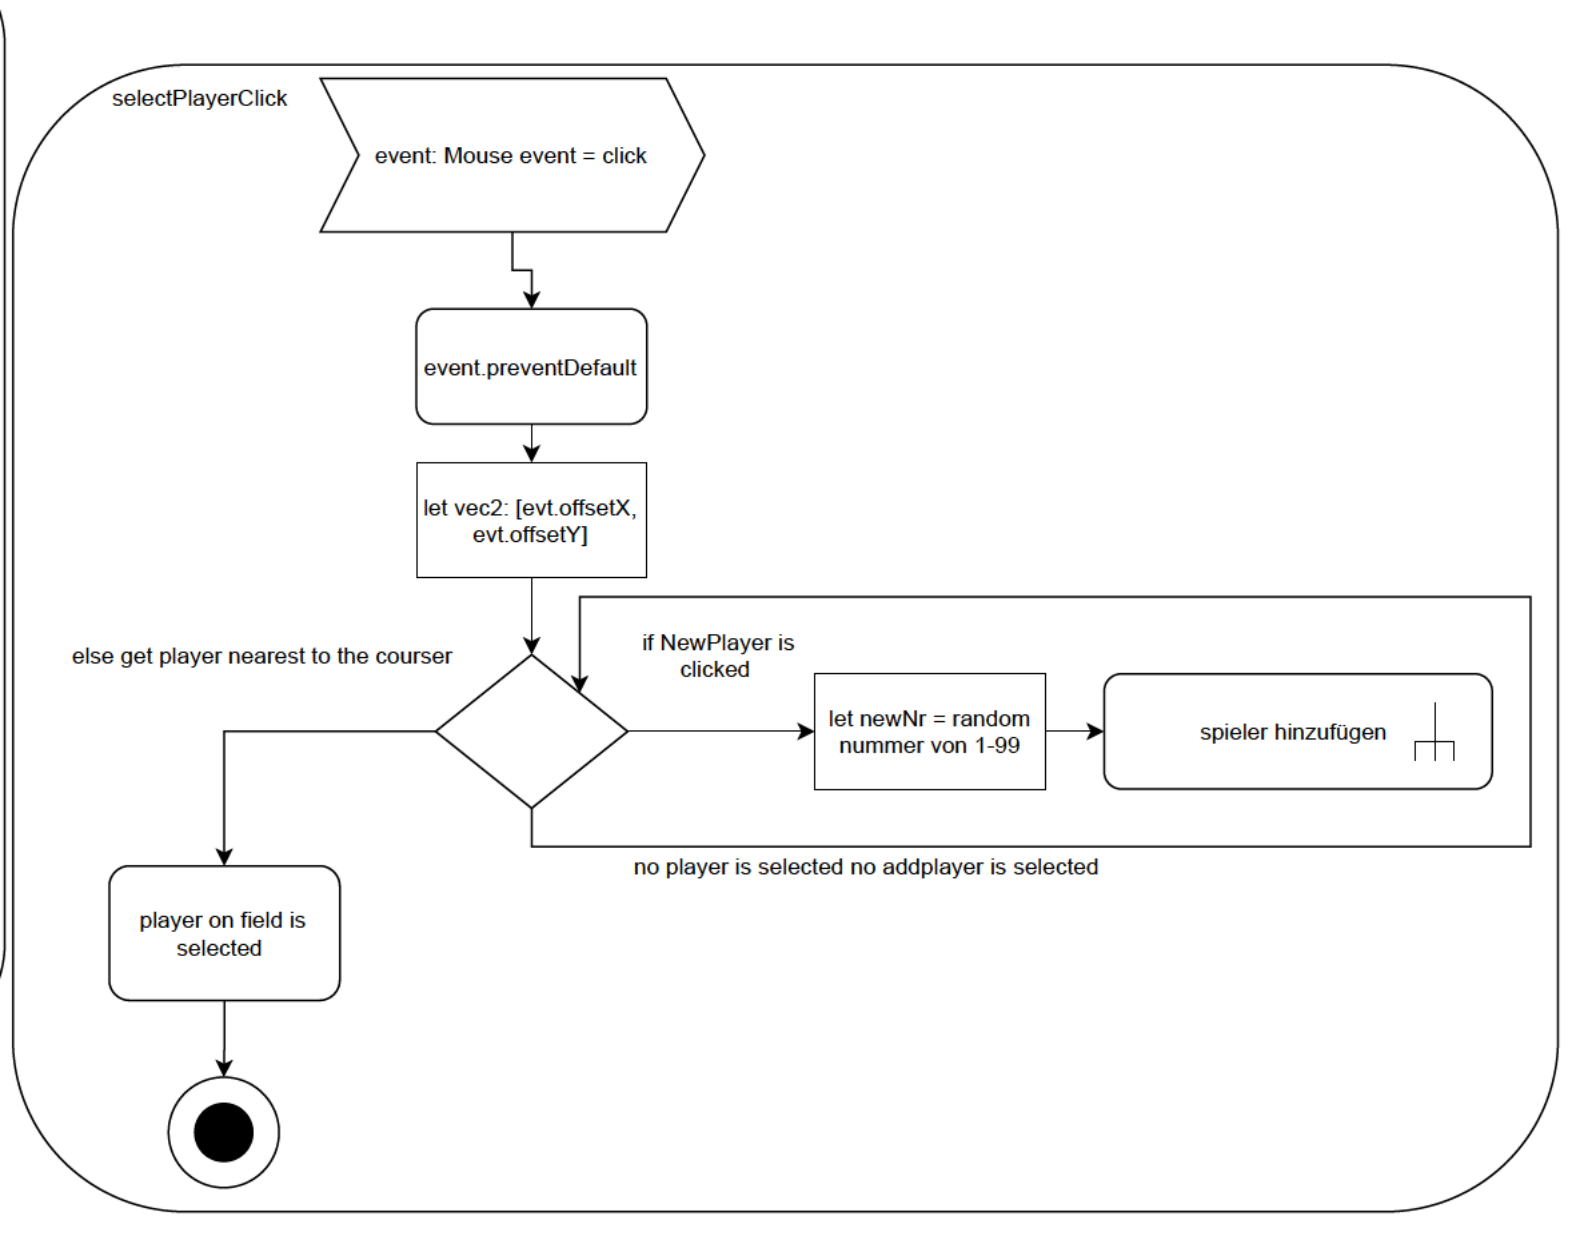 selectPlayerClick
event: Mouse event = click
event.preventDefault
let vec2: [evt.offsetX,
evt.offsetY]
else get player nearest to the courser
if NewPlayer is
clicked
let newNr = random
nummer von 1-99
spieler hinzufügen
no player is selected no addplayer is selected
player on field is
selected